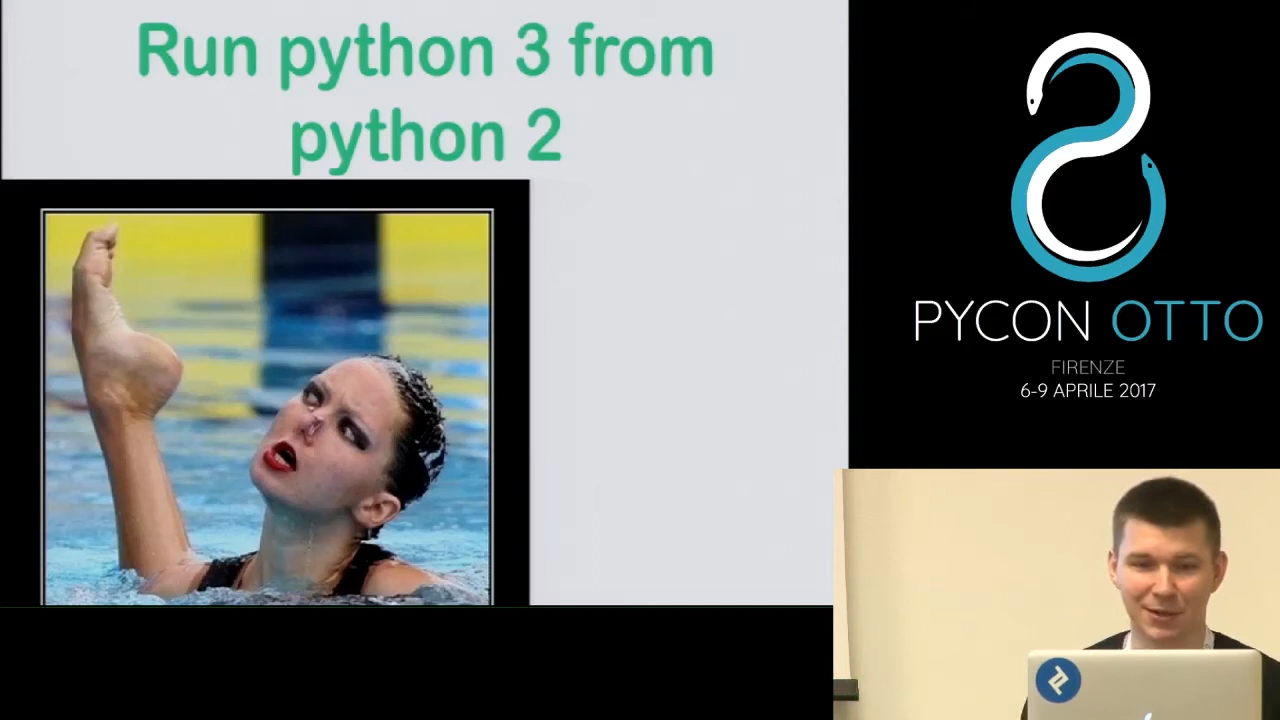 Run python 3 from
python 2
PYCON OTTO
FIRENZE
6-9 APRILE 2017